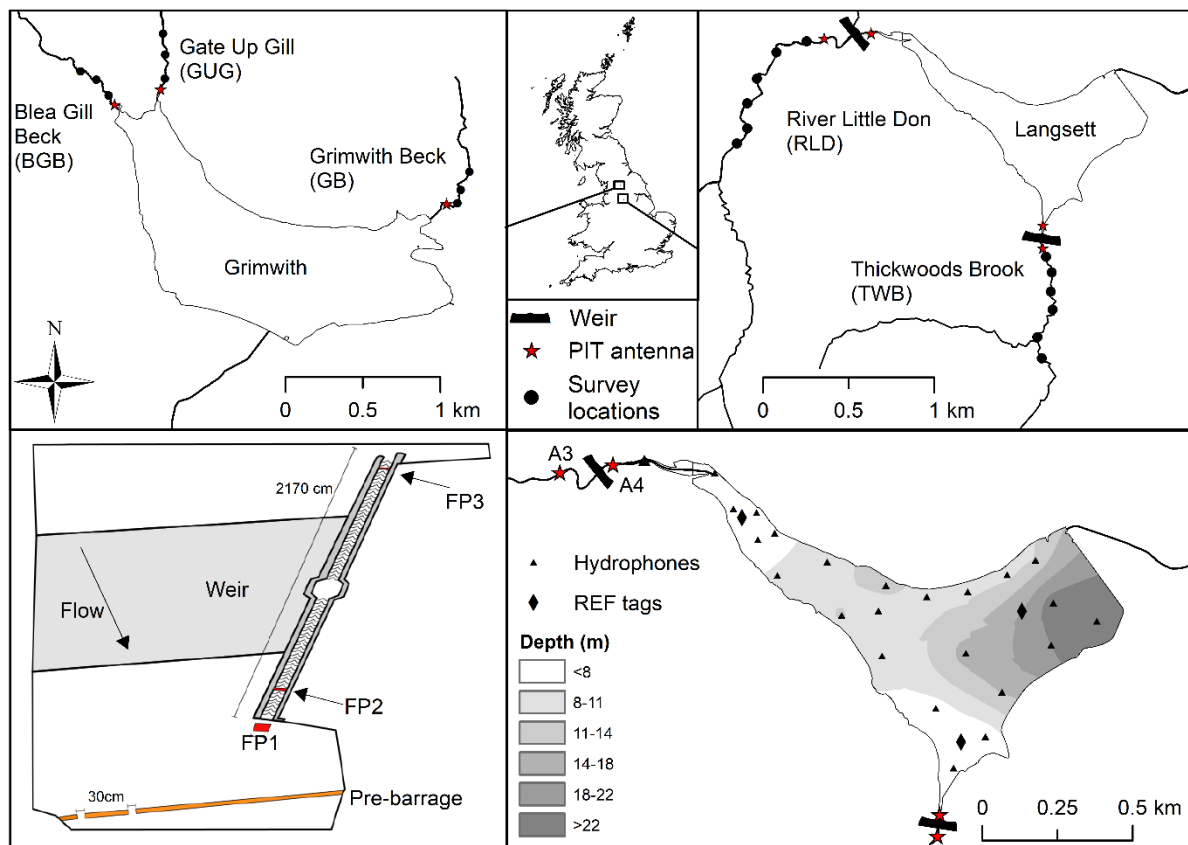 Gate Up Gill
(GUG)
Blea Gill
Beck
(BGB)
Grimwith Beck
(GB)
Grimwith
N
0 0.5 1 km
Weir
PIT antenna
Survey
locations
River Little Don
(RLD)
Langsett
Thickwoods Brook
(TWB)
0 0.5 1 km
2170 cm
FP3
Weir
Flow
FP2
FP1
30cm
Pre-barrage
A3
A4
Hydrophones
REF tags
Depth (m)
<8
8-11
11-14
14-18
18-22
>22
0 0.25 0.5 km